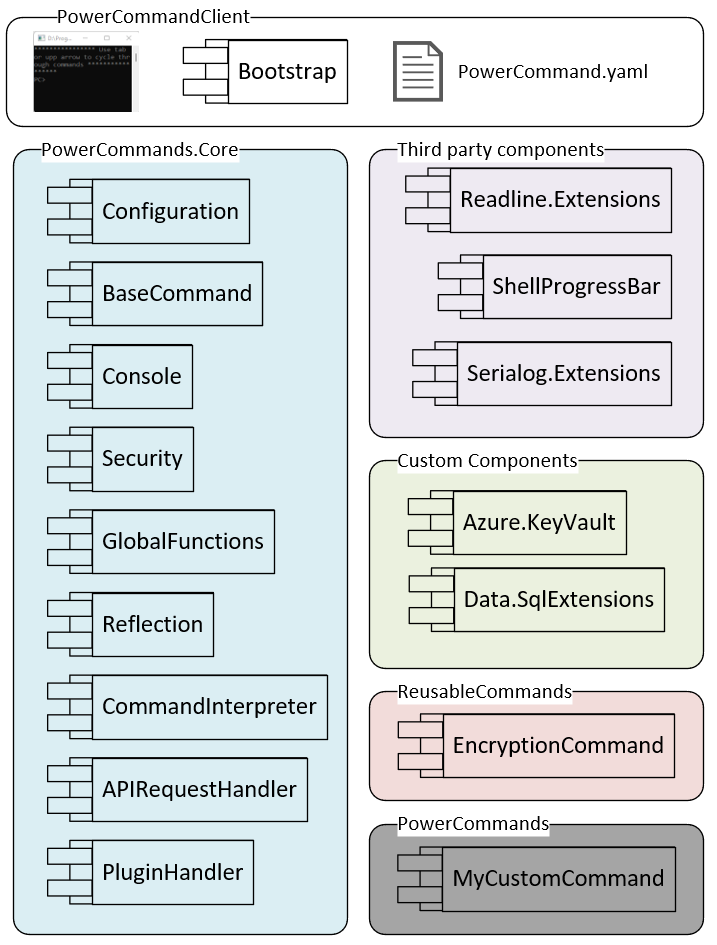 PowerCommandClient
D:\Prog...
*************** Use tab
or upp arrow to cycle thr
ough commands ***********
******
PC>
Bootstrap
PowerCommand.yaml
PowerCommands.Core
Configuration
BaseCommand
Console
Security
GlobalFunctions
Reflection
CommandInterpreter
APIRequestHandler
PluginHandler
Third party components
Readline.Extensions
ShellProgressBar
Serialog.Extensions
Custom Components
Azure.KeyVault
Data.SqlExtensions
ReusableCommands
EncryptionCommand
PowerCommands
MyCustomCommand